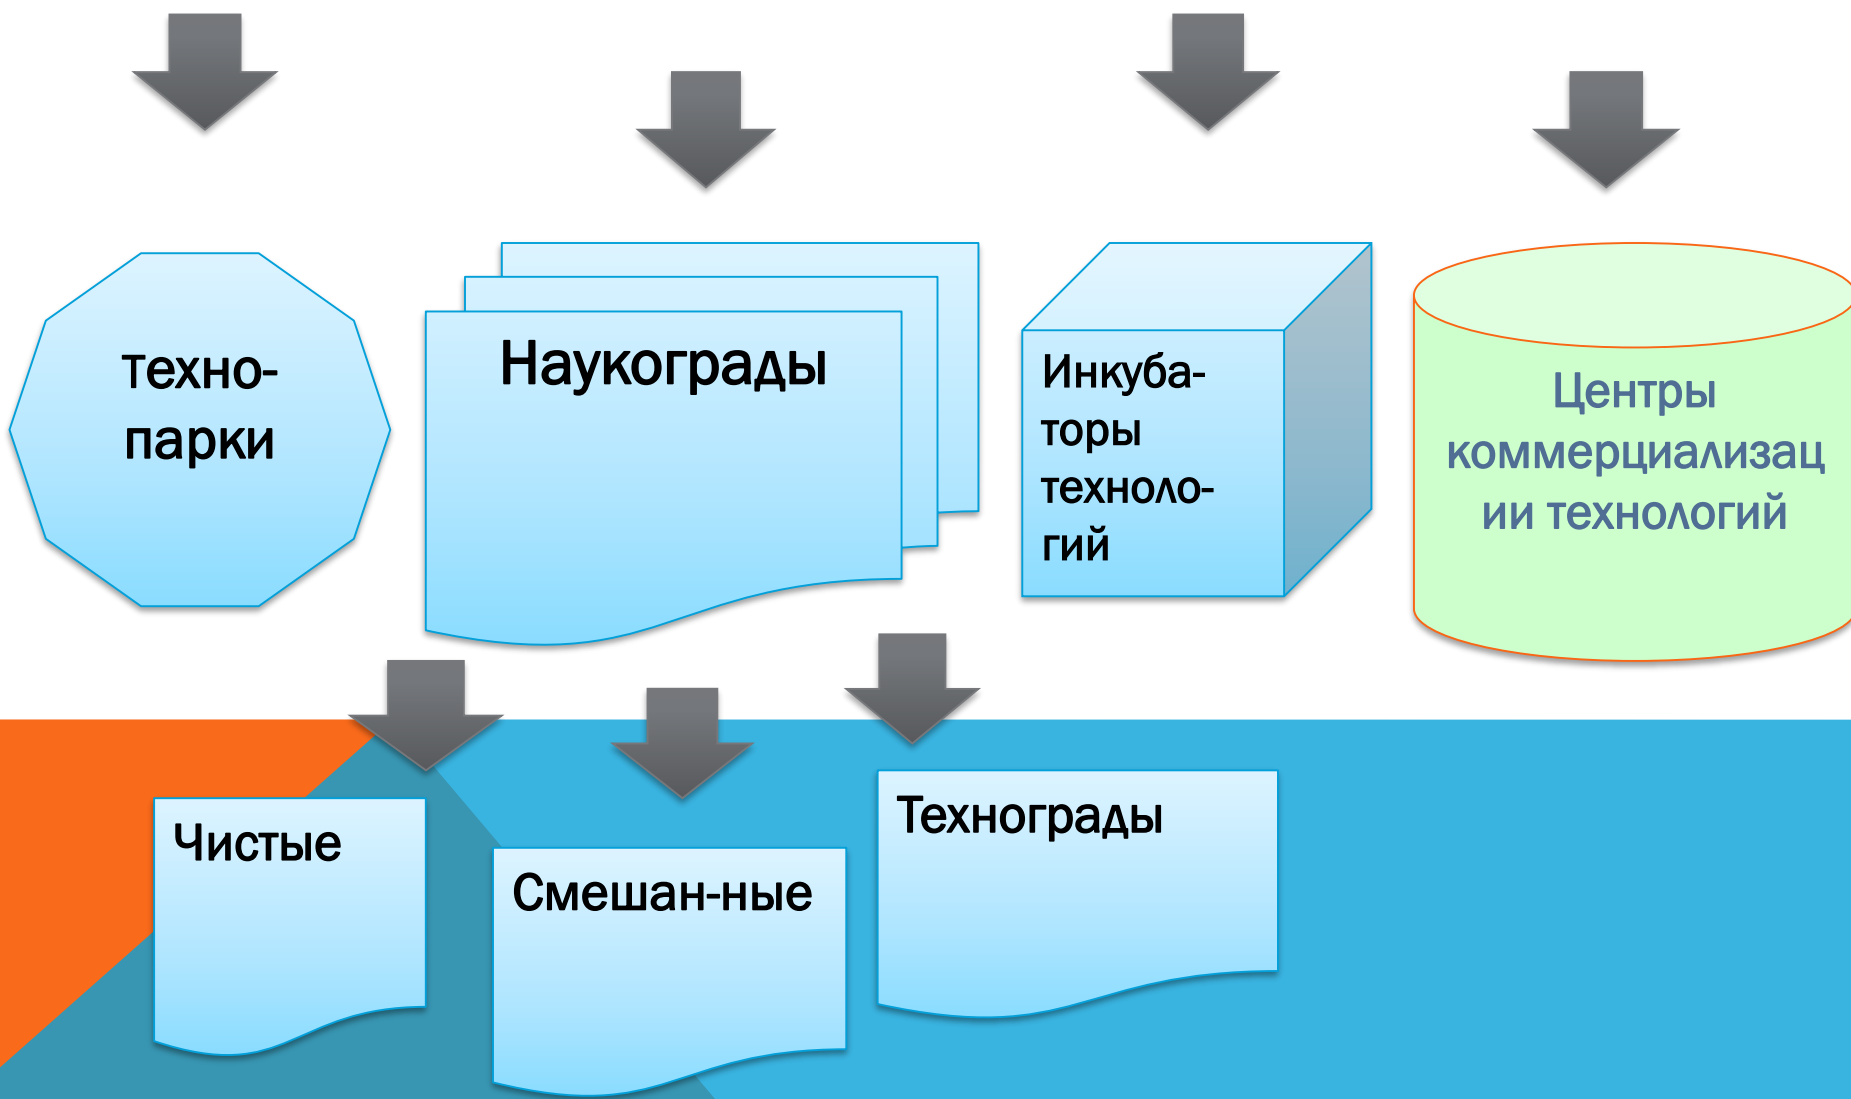 техно-
парки
Наукограды
Инкуба-
торы
техноло-
гий
Центры
коммерциализац
ии технологий
Чистые
Смешан-ные
Технограды